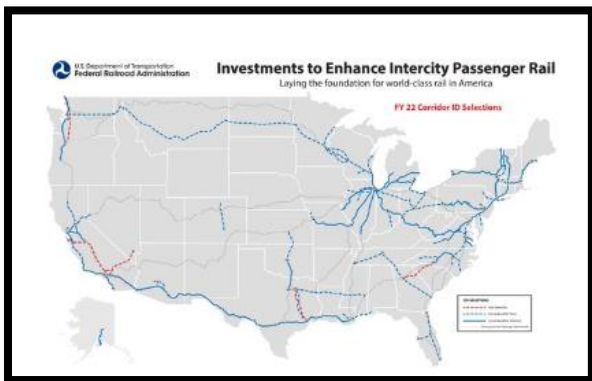 U.S. Department of Transportation
Federal Railroad Administration
Investments to Enhance Intercity Passenger Rail
Laying the foundation for world-class rail in America
FY 22 Corridor ID Selections